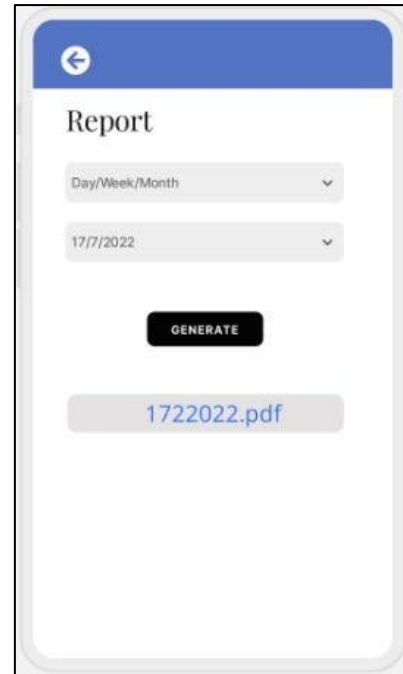 Report
Day/Week/Month
17/7/2022
GENERATE
1722022.pdf